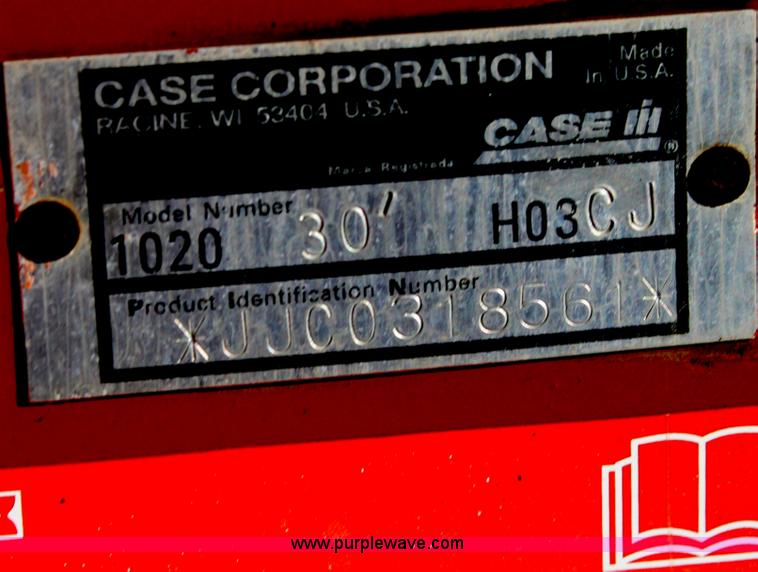 CASE CORPORATION
RACINE, WI 53404 U.S.A.
Made
In U.S.A.
CASE III ®
Marca Registrada
Model Number
1020 30' H03CJ
Product Identification Number
*JJC0318561*
www.purplewave.com